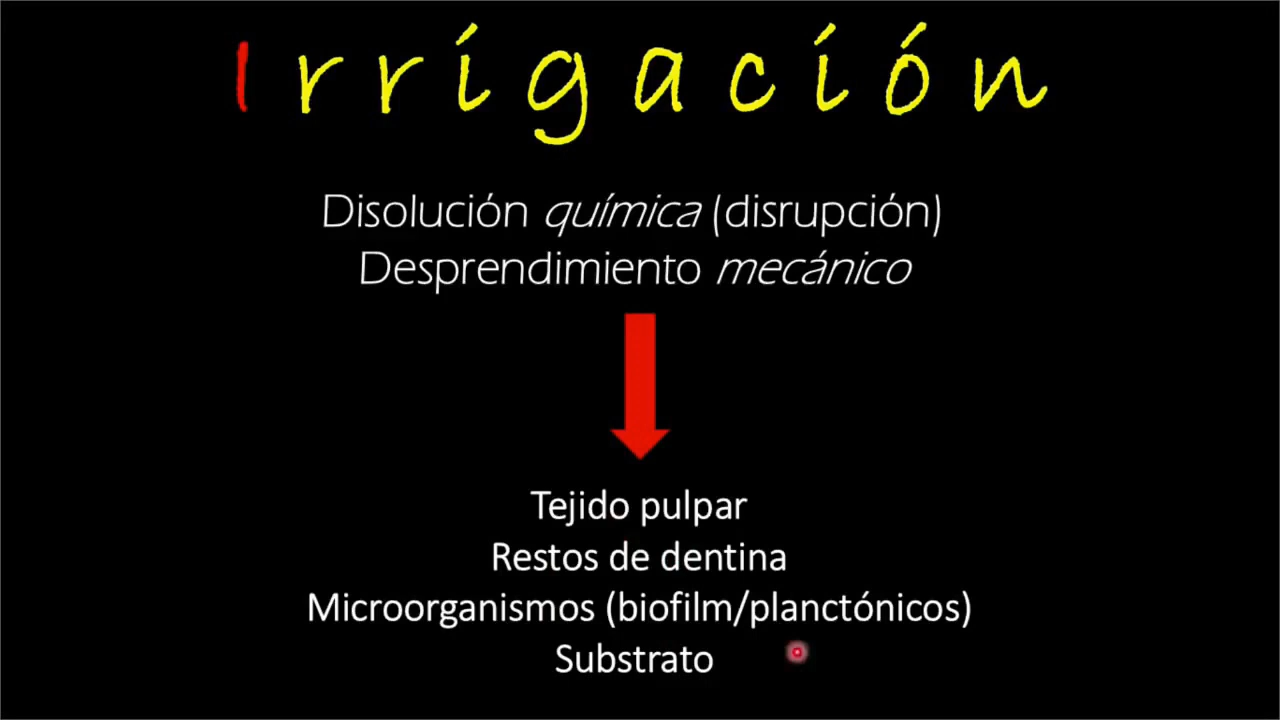 Irrigación
Disolución química (disrupción)
Desprendimiento mecánico
Tejido pulpar
Restos de dentina
Microorganismos (biofilm/planctónicos)
Substrato